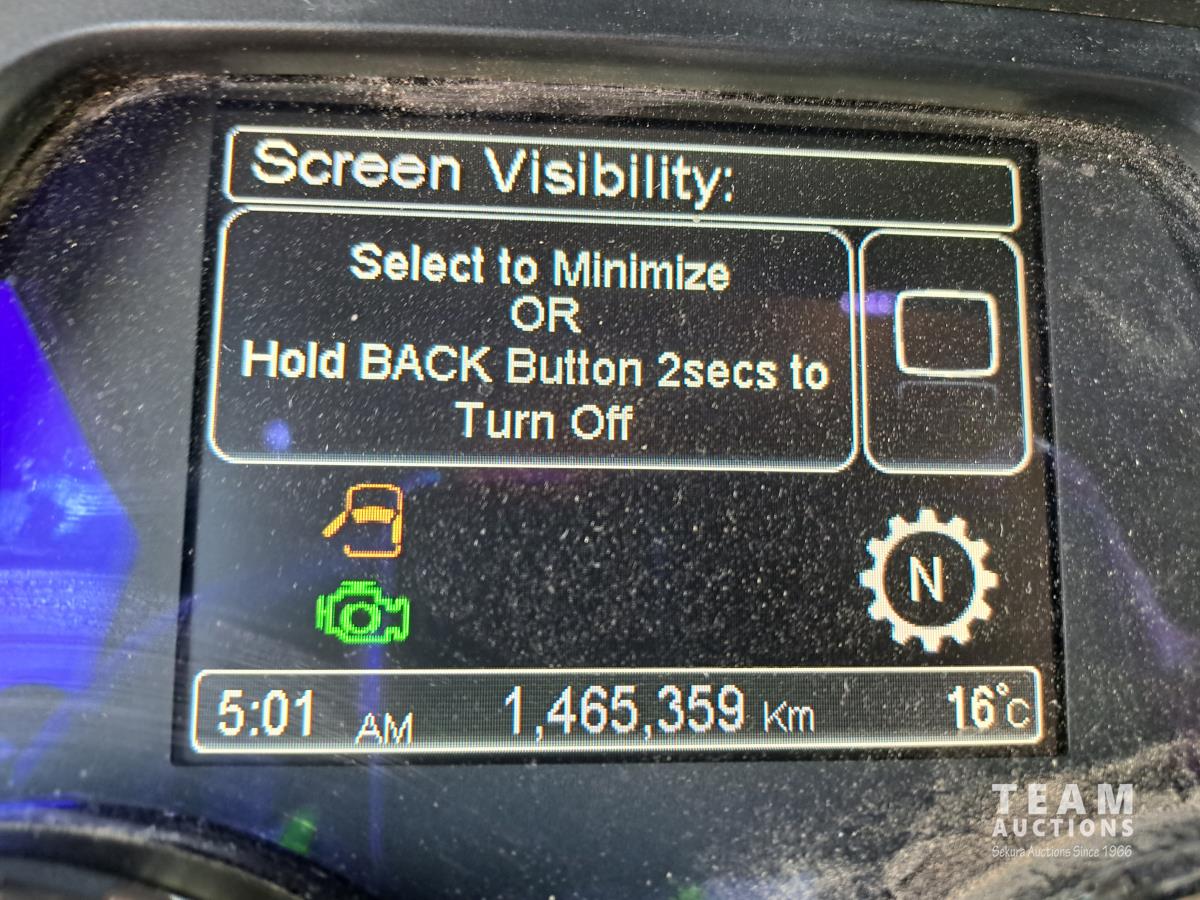 Screen Visibility:
Select to Minimize
OR
Hold BACK Button 2secs to
Turn Off
N
5:01 AM 1,465,359 Km 16°C
TEAM
AUCTIONS
Sekura Auctions Since 1966